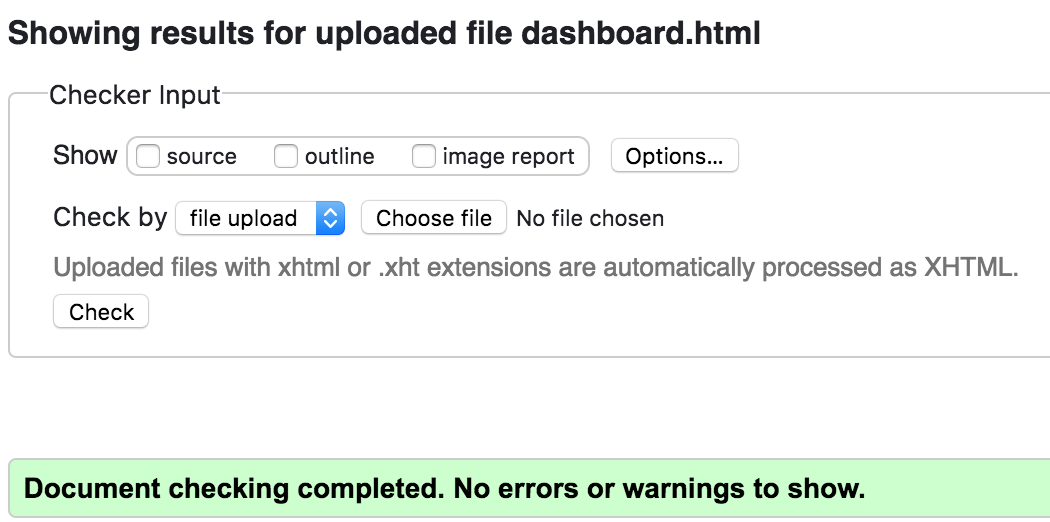 Showing results for uploaded file dashboard.html
Checker Input
Show source outline image report Options...
Check by file upload Choose file No file chosen
Uploaded files with xhtml or .xht extensions are automatically processed as XHTML.
Check
Document checking completed. No errors or warnings to show.